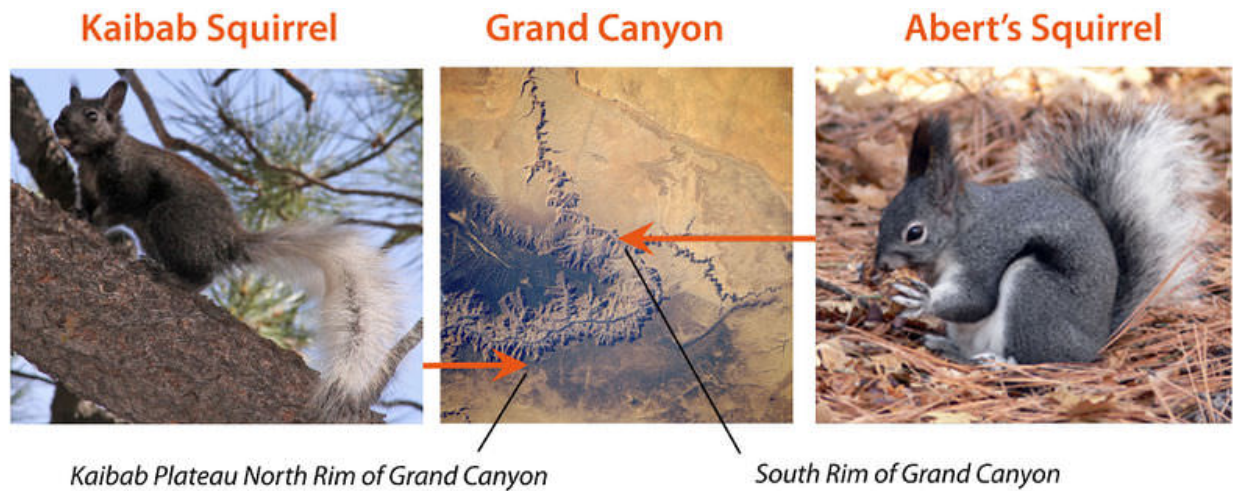 Kaibab Squirrel
Grand Canyon
Abert's Squirrel
Kaibab Plateau North Rim of Grand Canyon
South Rim of Grand Canyon